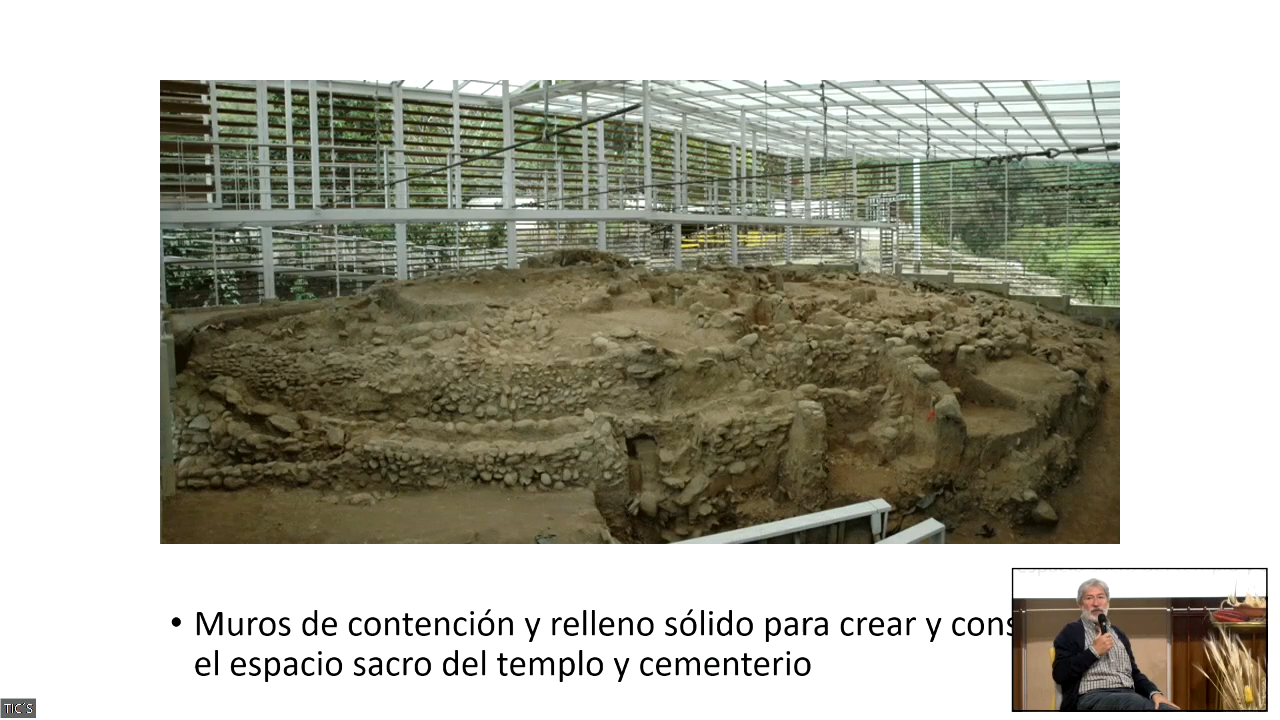 • Muros de contención y relleno sólido para crear y cons
el espacio sacro del templo y cementerio
TIC´S